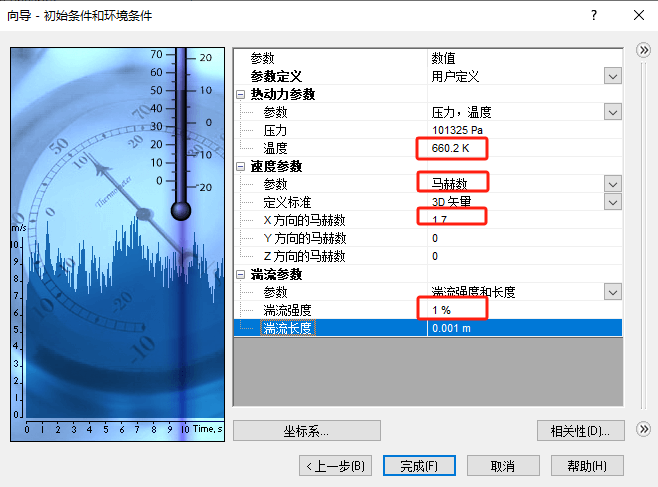 向导 - 初始条件和环境条件
? ×
参数 数值
参数定义 用户定义
热动力参数
参数 压力，温度
压力 101325 Pa
温度 660.2 K
速度参数
参数 马赫数
定义标准 3D 矢量
X 方向的马赫数 1.7
Y 方向的马赫数 0
Z 方向的马赫数 0
湍流参数
参数 湍流强度和长度
湍流强度 1 %
湍流长度 0.001 m
70
60
50
40
30
20
10
0
20
10
0
-10
-20
50
10
0
Thermometer
-20
-10
m/s
10
9
8
7
6
5
4
3
2
1
0
0 1 2 3 4 5 6 7 8 9 10 Time, s
坐标系... 相关性(D)...
< 上一步(B) 完成(F) 取消 帮助(H)